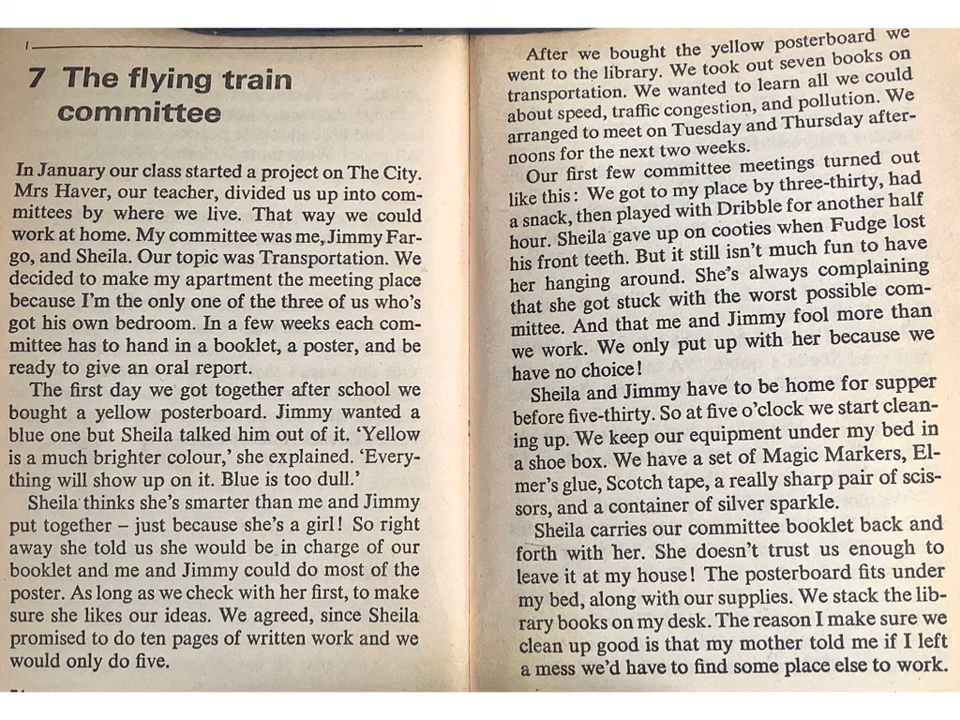 7 The flying train
committee
In January our class started a project on The City.
Mrs Haver, our teacher, divided us up into com-
mittees by where we live. That way we could
work at home. My committee was me, Jimmy Far-
go, and Sheila. Our topic was Transportation. We
decided to make my apartment the meeting place
because I'm the only one of the three of us who's
got his own bedroom. In a few weeks each com-
mittee has to hand in a booklet, a poster, and be
ready to give an oral report.
The first day we got together after school we
bought a yellow posterboard. Jimmy wanted a
blue one but Sheila talked him out of it. ‘Yellow
is a much brighter colour,’ she explained. ‘Every-
thing will show up on it. Blue is too dull.’
Sheila thinks she's smarter than me and Jimmy
put together – just because she's a girl! So right
away she told us she would be in charge of our
booklet and me and Jimmy could do most of the
poster. As long as we check with her first, to make
sure she likes our ideas. We agreed, since Sheila
promised to do ten pages of written work and we
would only do five.
After we bought the yellow posterboard we
went to the library. We took out seven books on
transportation. We wanted to learn all we could
about speed, traffic congestion, and pollution. We
arranged to meet on Tuesday and Thursday after-
noons for the next two weeks.
Our first few committee meetings turned out
like this: We got to my place by three-thirty, had
a snack, then played with Dribble for another half
hour. Sheila gave up on cooties when Fudge lost
his front teeth. But it still isn't much fun to have
her hanging around. She's always complaining
that she got stuck with the worst possible com-
mittee. And that me and Jimmy fool more than
we work. We only put up with her because we
have no choice!
Sheila and Jimmy have to be home for supper
before five-thirty. So at five o'clock we start clean-
ing up. We keep our equipment under my bed in
a shoe box. We have a set of Magic Markers, El-
mer's glue, Scotch tape, a really sharp pair of scis-
sors, and a container of silver sparkle.
Sheila carries our committee booklet back and
forth with her. She doesn't trust us enough to
leave it at my house! The posterboard fits under
my bed, along with our supplies. We stack the lib-
rary books on my desk. The reason I make sure we
clean up good is that my mother told me if I left
a mess we'd have to find some place else to work.